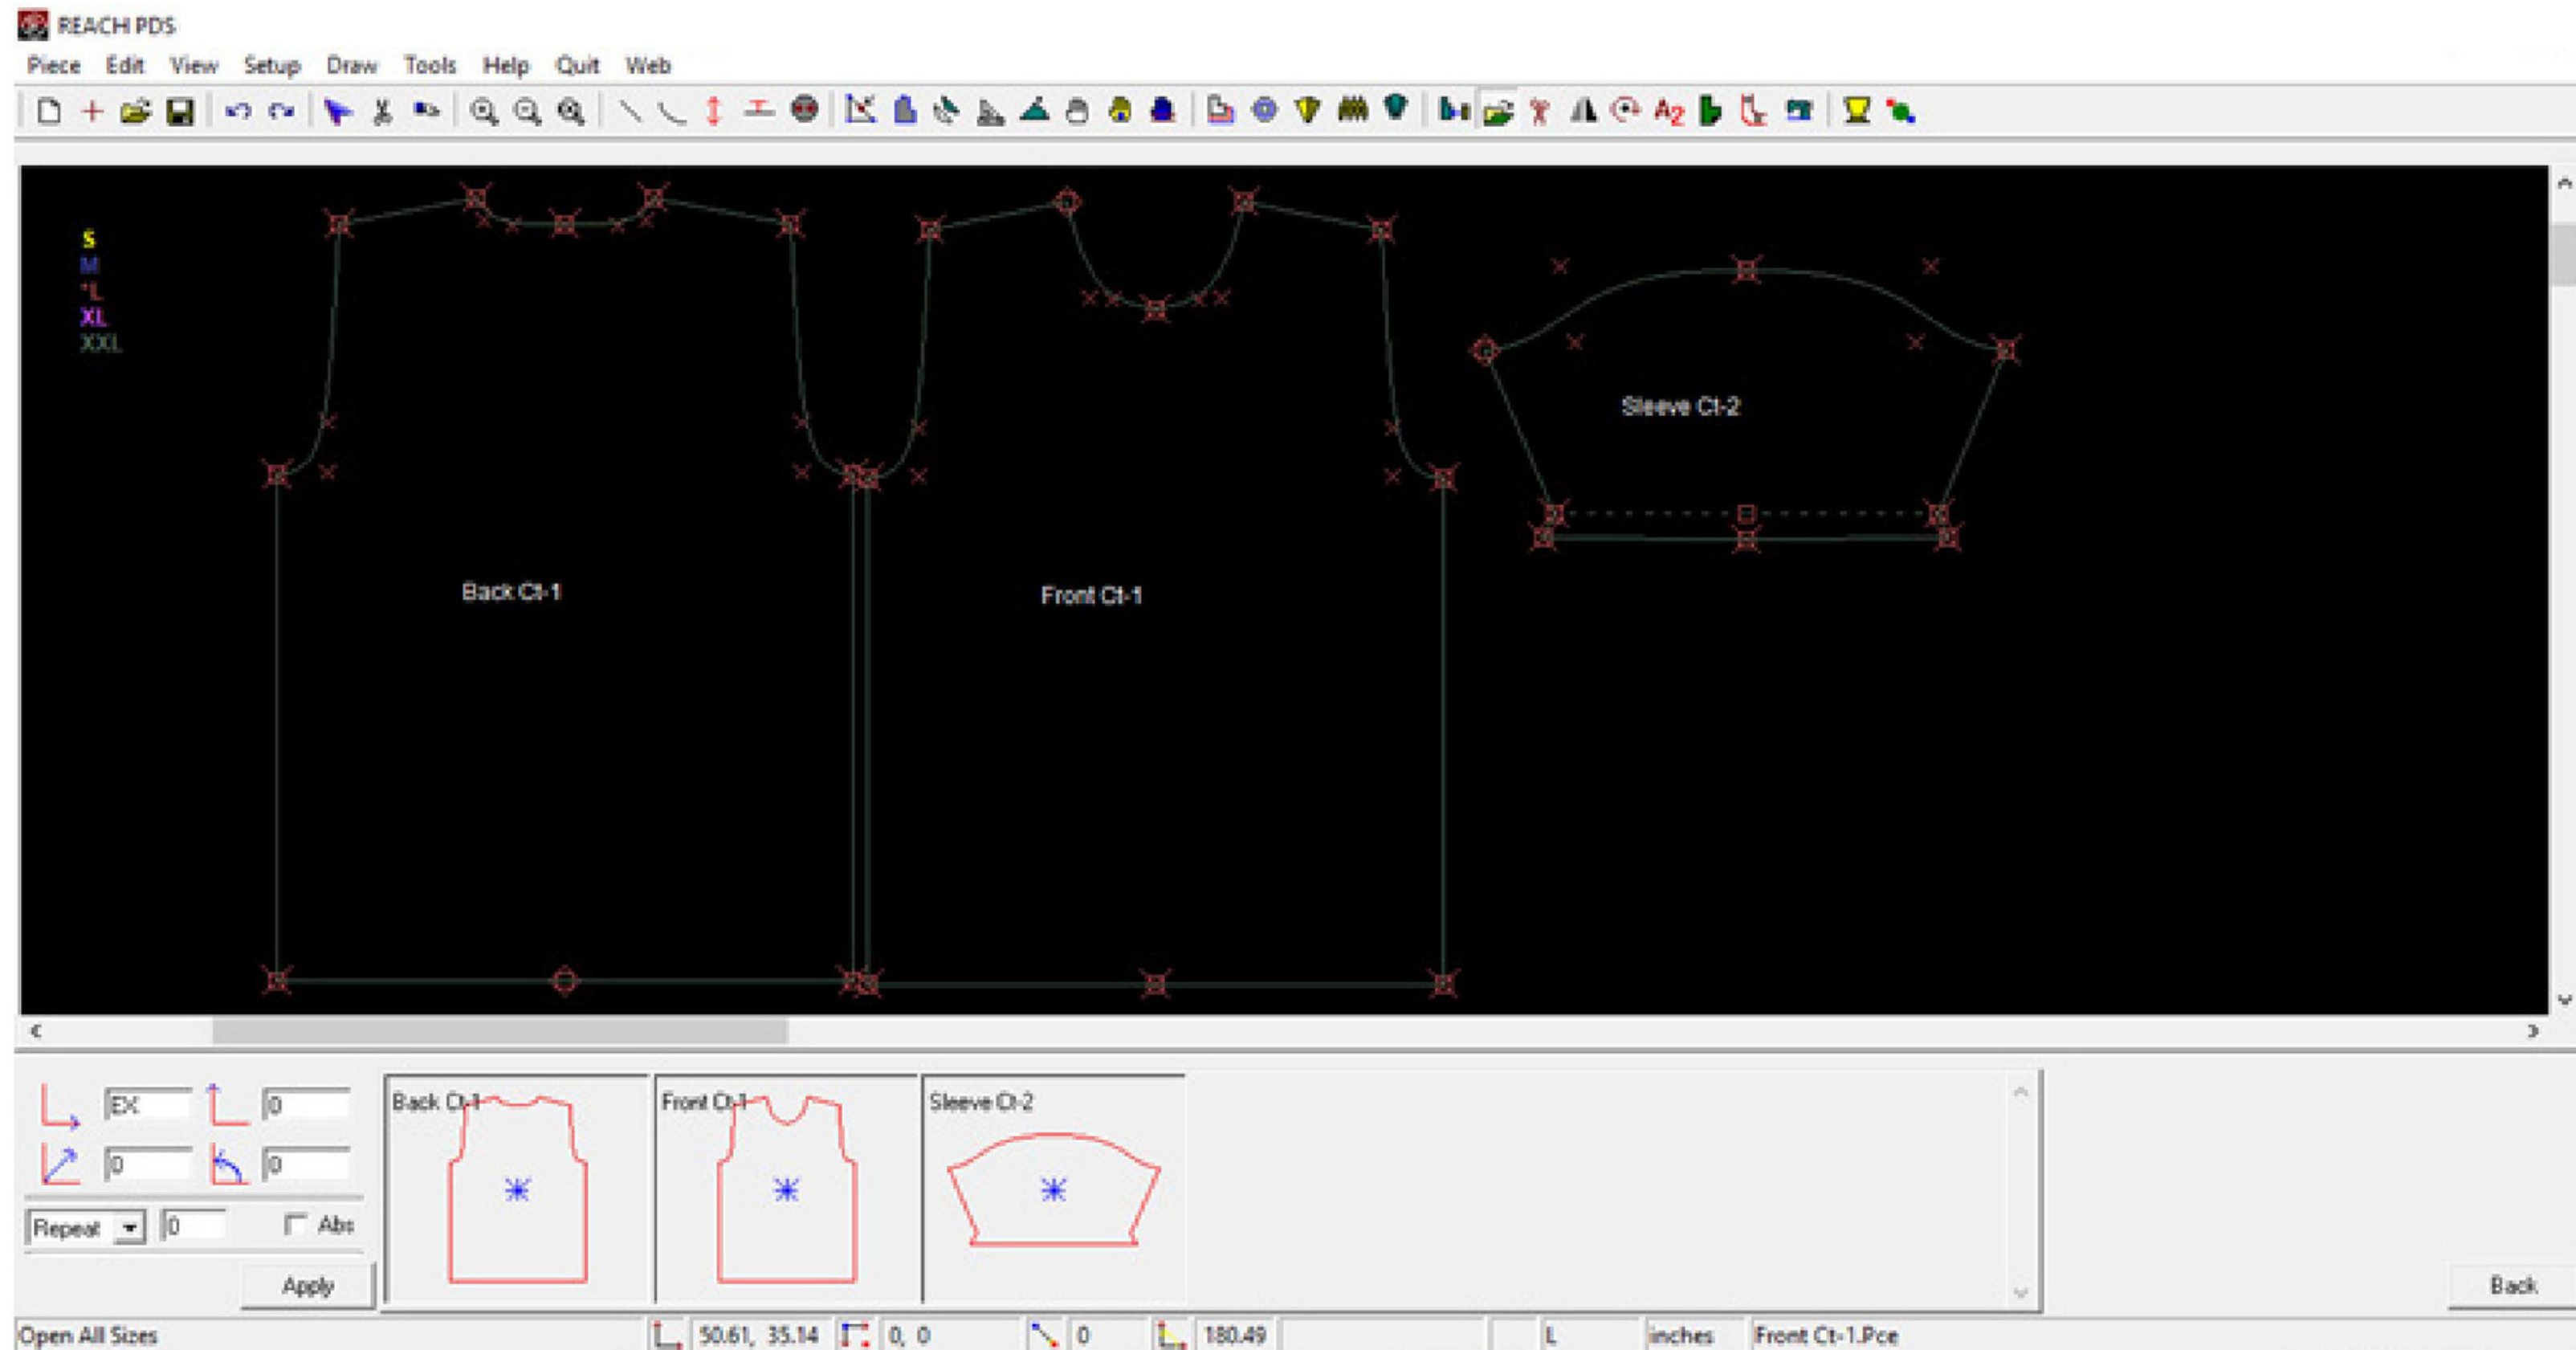 REACH PDS
Piece Edit View Setup Draw Tools Help Quit Web
A2
S
M
*L
XL
XXL
Sleeve Ct-2
Back Ct-1
Front Ct-1
EX 0
0 0
Repeat 0 Abs
Apply
Back Ct-1
Front Ct-1
Sleeve Ct-2
Back
Open All Sizes 50.61, 35.14 0, 0 0 180.49 L inches Front Ct-1.Pce